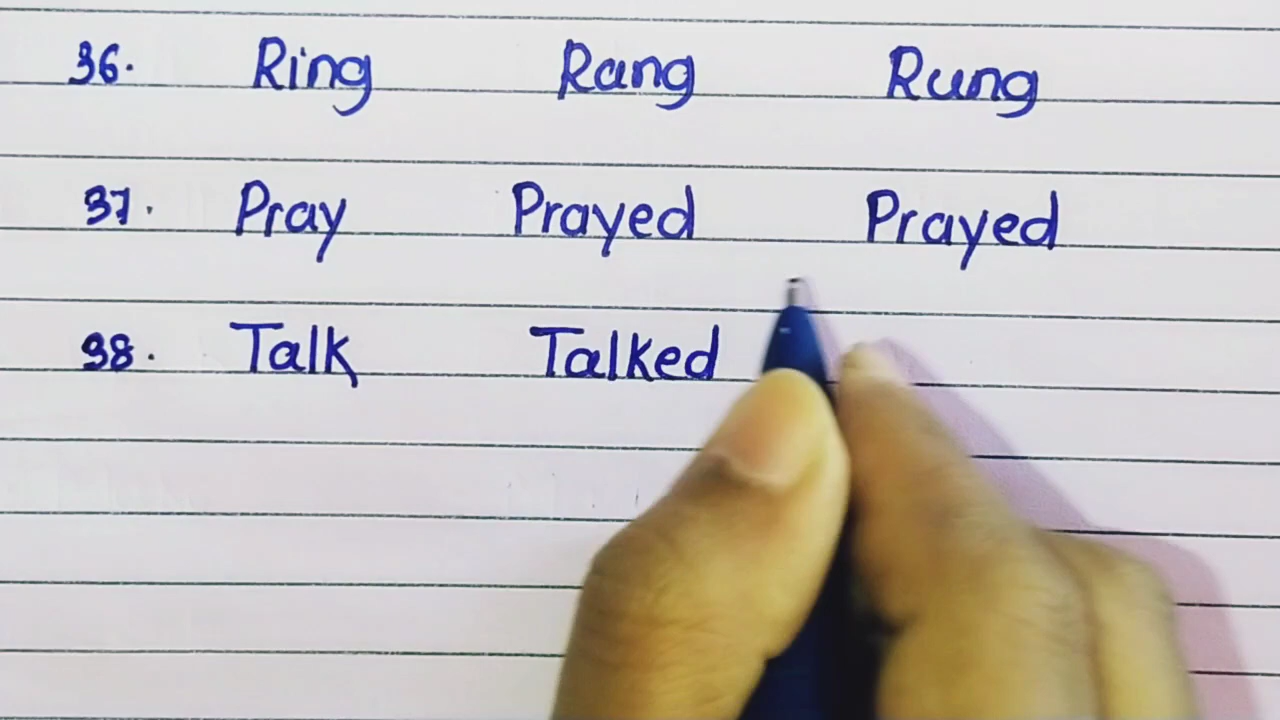 36. Ring Rang Rung
37. Pray Prayed Prayed
38. Talk Talked